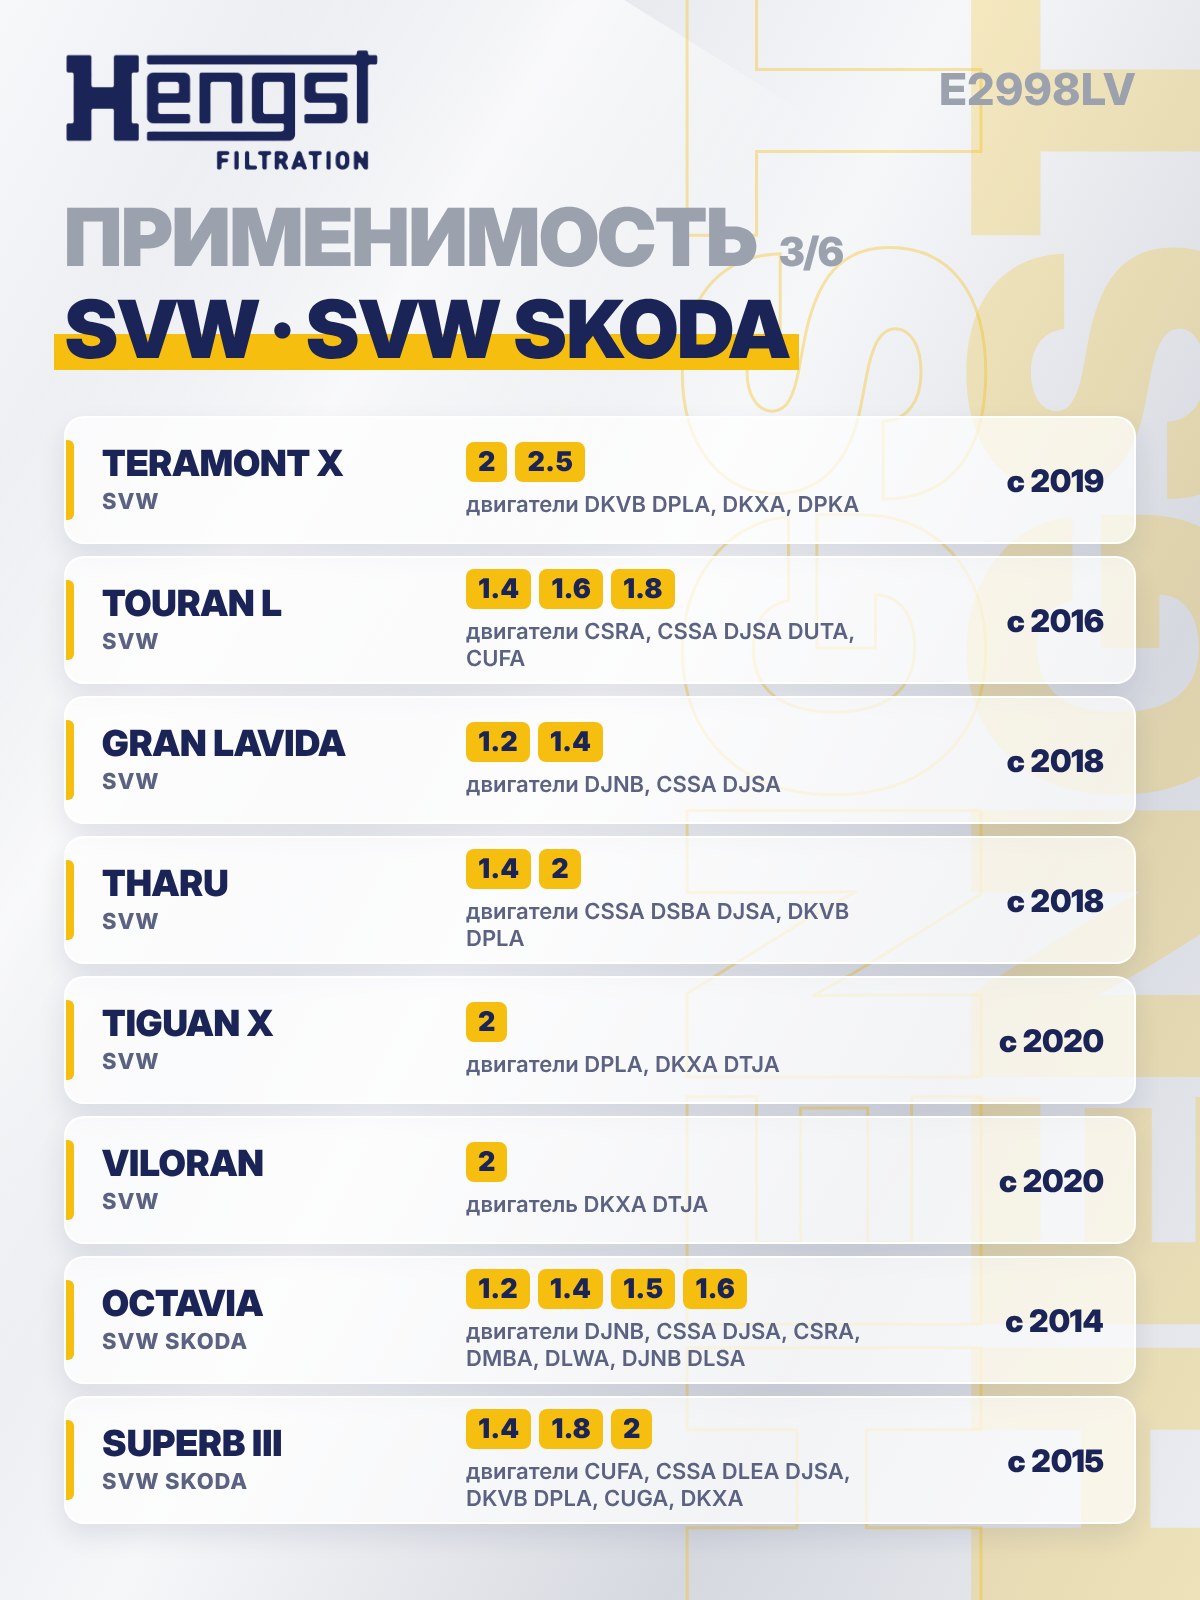 Hengst
FILTRATION
E2998LV
ПРИМЕНИМОСТЬ 3/6
SVW · SVW SKODA
TERAMONT X
SVW
2 2.5
двигатели DKVB DPLA, DKXA, DPKA
с 2019
TOURAN L
SVW
1.4 1.6 1.8
двигатели CSRA, CSSA DJSA DUTA,
CUFA
с 2016
GRAN LAVIDA
SVW
1.2 1.4
двигатели DJNB, CSSA DJSA
с 2018
THARU
SVW
1.4 2
двигатели CSSA DSBA DJSA, DKVB
DPLA
с 2018
TIGUAN X
SVW
2
двигатели DPLA, DKXA DTJA
с 2020
VILORAN
SVW
2
двигатель DKXA DTJA
с 2020
OCTAVIA
SVW SKODA
1.2 1.4 1.5 1.6
двигатели DJNB, CSSA DJSA, CSRA,
DMBA, DLWA, DJNB DLSA
с 2014
SUPERB III
SVW SKODA
1.4 1.8 2
двигатели CUFA, CSSA DLEA DJSA,
DKVB DPLA, CUGA, DKXA
с 2015
HENGST
HENGST